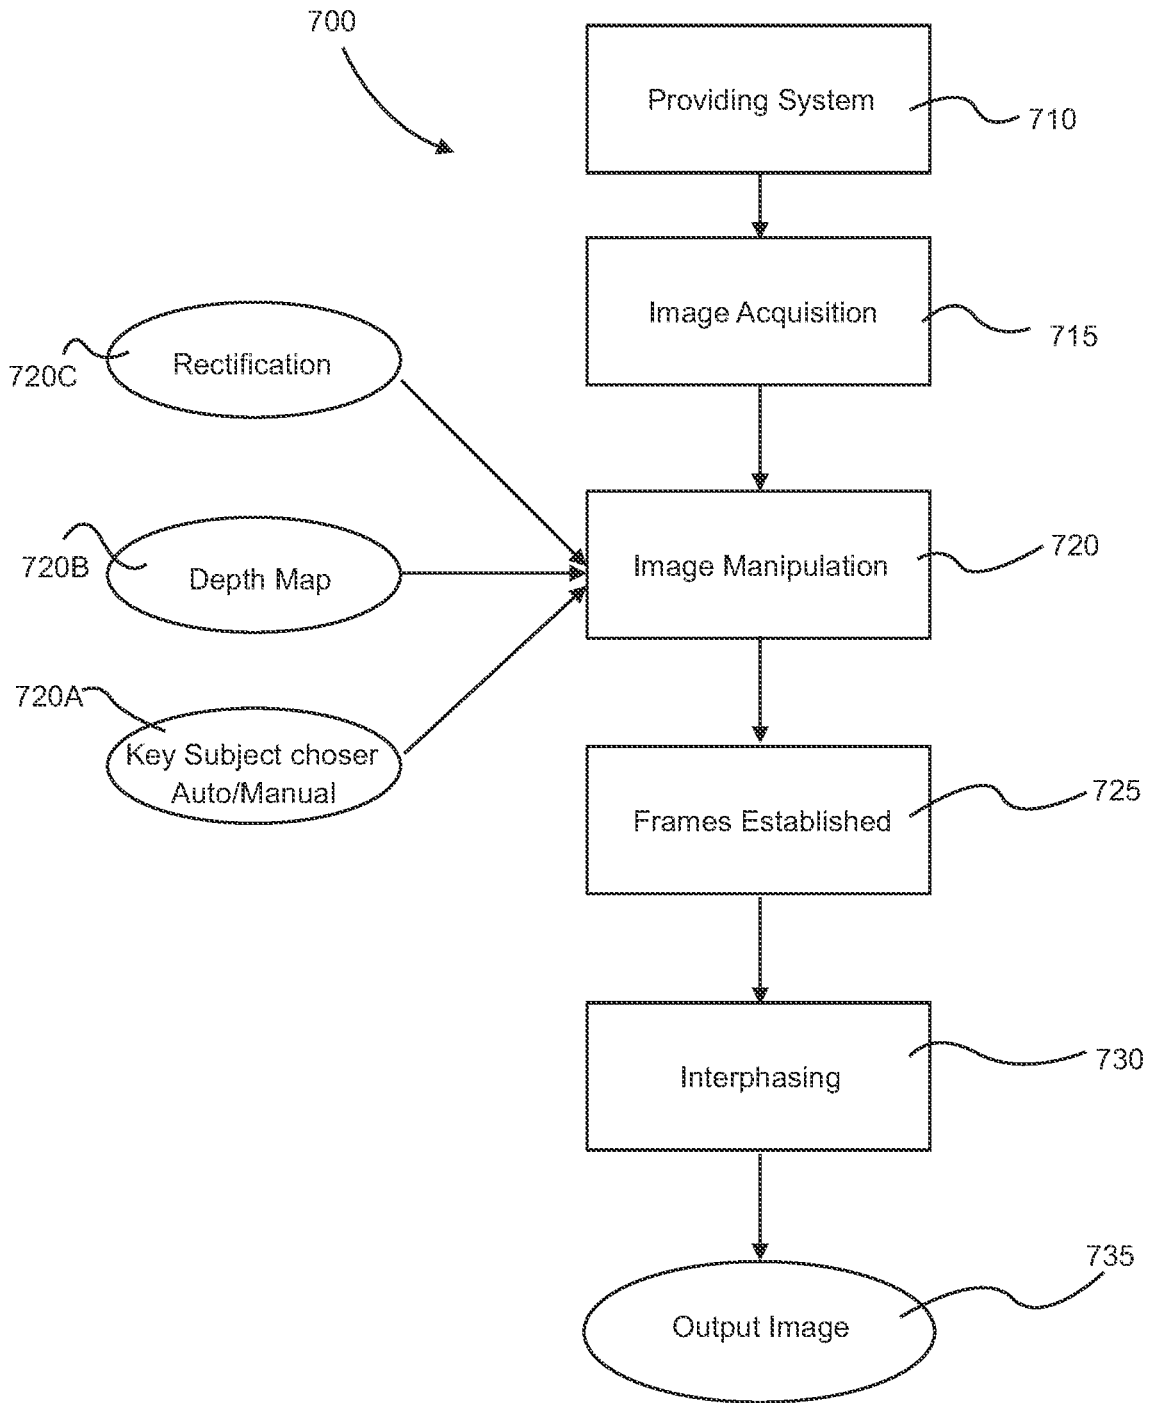 700
Providing System
710
Image Acquisition
715
Rectification
720C
Image Manipulation
720
Depth Map
720B
720A
Key Subject choser
Auto/Manual
Frames Established
725
Interphasing
730
Output Image
735